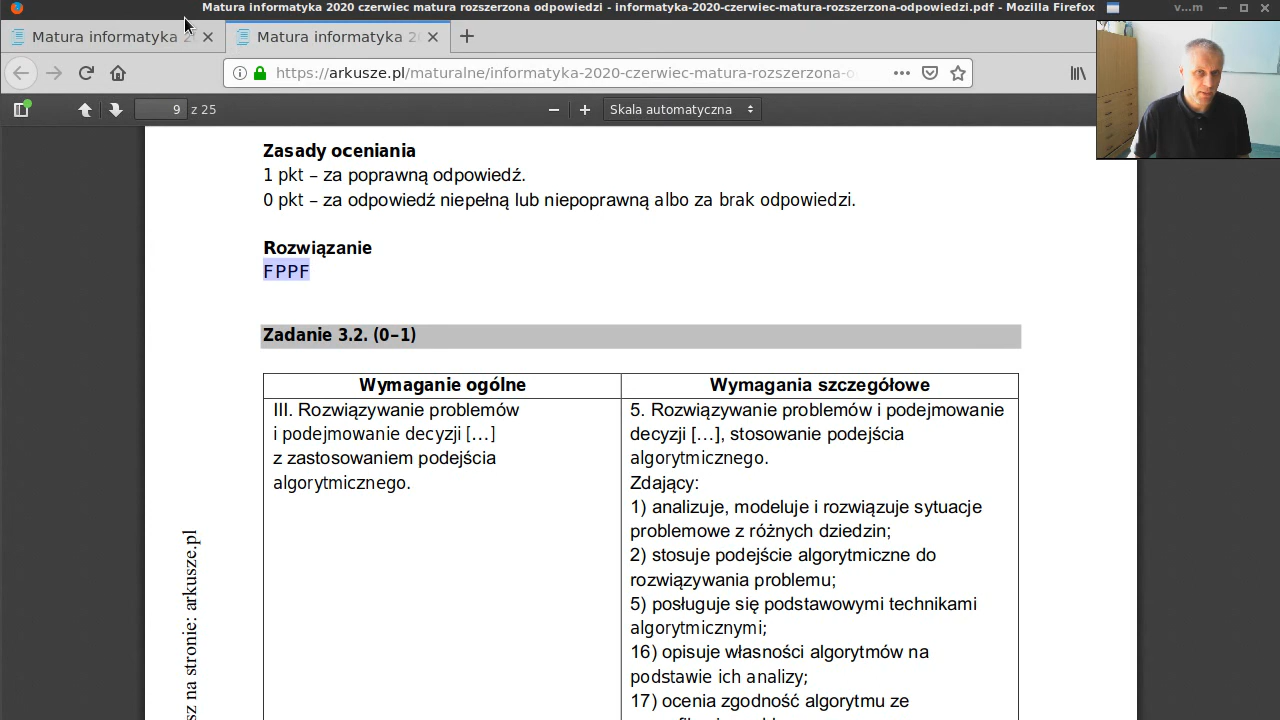 Matura informatyka 2020 czerwiec matura rozszerzona odpowiedzi - informatyka-2020-czerwiec-matura-rozszerzona-odpowiedzi.pdf - Mozilla Firefox
v...m
Matura informatyka 2
Matura informatyka 2
https://arkusze.pl/maturalne/informatyka-2020-czerwiec-matura-rozszerzona-o
9 z 25
Skala automatyczna
Zasady oceniania
1 pkt – za poprawną odpowiedź.
0 pkt – za odpowiedź niepełną lub niepoprawną albo za brak odpowiedzi.
Rozwiązanie
FPPF
Zadanie 3.2. (0–1)
Wymaganie ogólne
Wymagania szczegółowe
III. Rozwiązywanie problemów
i podejmowanie decyzji […]
z zastosowaniem podejścia
algorytmicznego.
5. Rozwiązywanie problemów i podejmowanie
decyzji […], stosowanie podejścia
algorytmicznego.
Zdający:
1) analizuje, modeluje i rozwiązuje sytuacje
problemowe z różnych dziedzin;
2) stosuje podejście algorytmiczne do
rozwiązywania problemu;
5) posługuje się podstawowymi technikami
algorytmicznymi;
16) opisuje własności algorytmów na
podstawie ich analizy;
17) ocenia zgodność algorytmu ze
sz na stronie: arkusze.pl